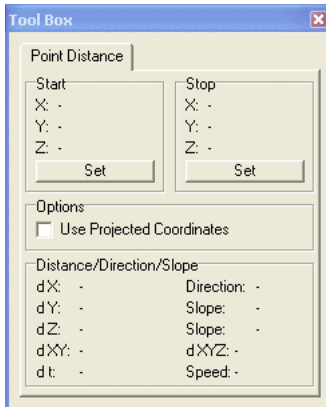 Tool Box
Point Distance
Start Stop
X: - X: -
Y: - Y: -
Z: - Z: -
Set Set
Options
Use Projected Coordinates
Distance/Direction/Slope
dX: - Direction: -
dY: - Slope: -
dZ: - Slope: -
dXY: - dXYZ: -
dt: - Speed: -